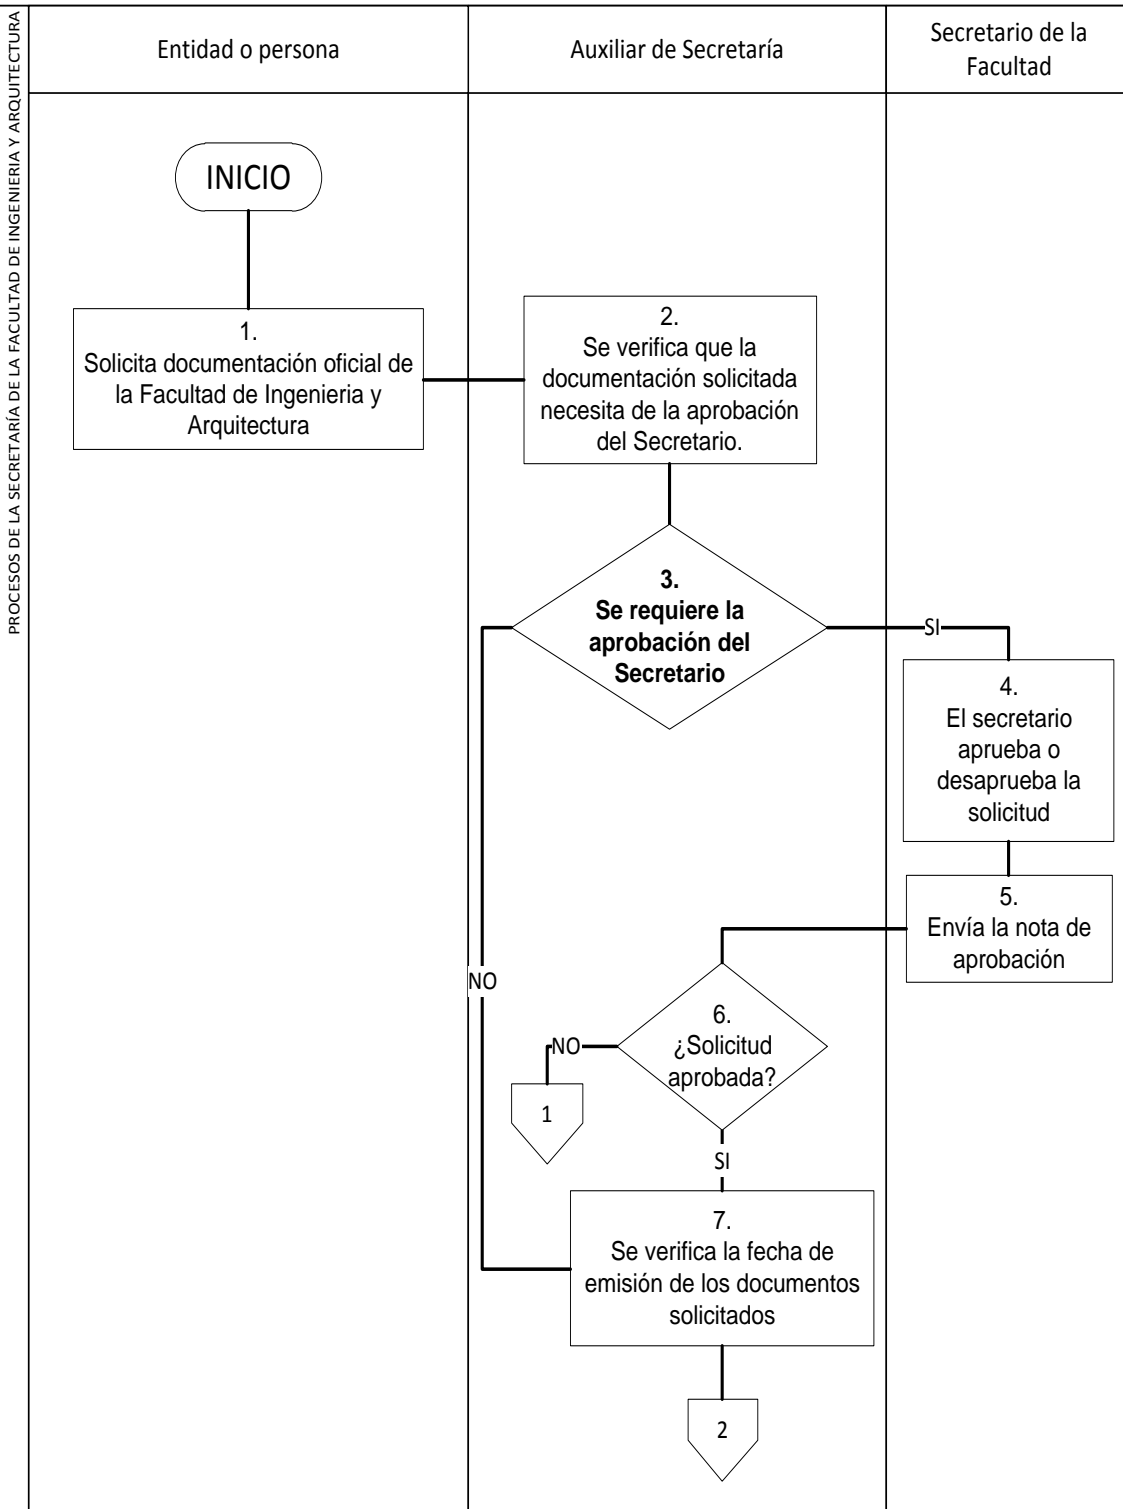 PROCESOS DE LA SECRETARÍA DE LA FACULTAD DE INGENIERIA Y ARQUITECTURA
Entidad o persona
Auxiliar de Secretaría
Secretario de la
Facultad
INICIO
1.
Solicita documentación oficial de
la Facultad de Ingenieria y
Arquitectura
2.
Se verifica que la
documentación solicitada
necesita de la aprobación
del Secretario.
3.
Se requiere la
aprobación del
Secretario
SI
4.
El secretario
aprueba o
desaprueba la
solicitud
5.
Envía la nota de
aprobación
NO
6.
¿Solicitud
aprobada?
NO
1
SI
7.
Se verifica la fecha de
emisión de los documentos
solicitados
2